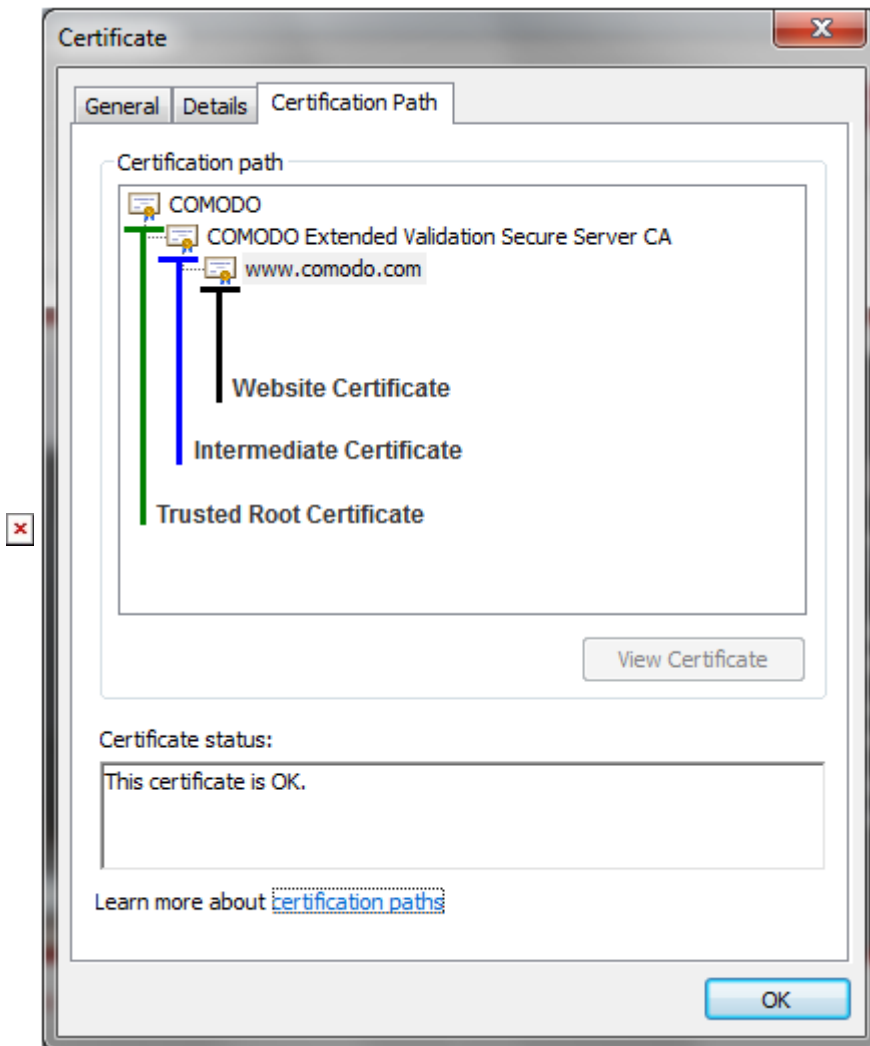 Certificate
General Details Certification Path
Certification path
COMODO
COMODO Extended Validation Secure Server CA
www.comodo.com
Website Certificate
Intermediate Certificate
Trusted Root Certificate
View Certificate
Certificate status:
This certificate is OK.
Learn more about certification paths
OK